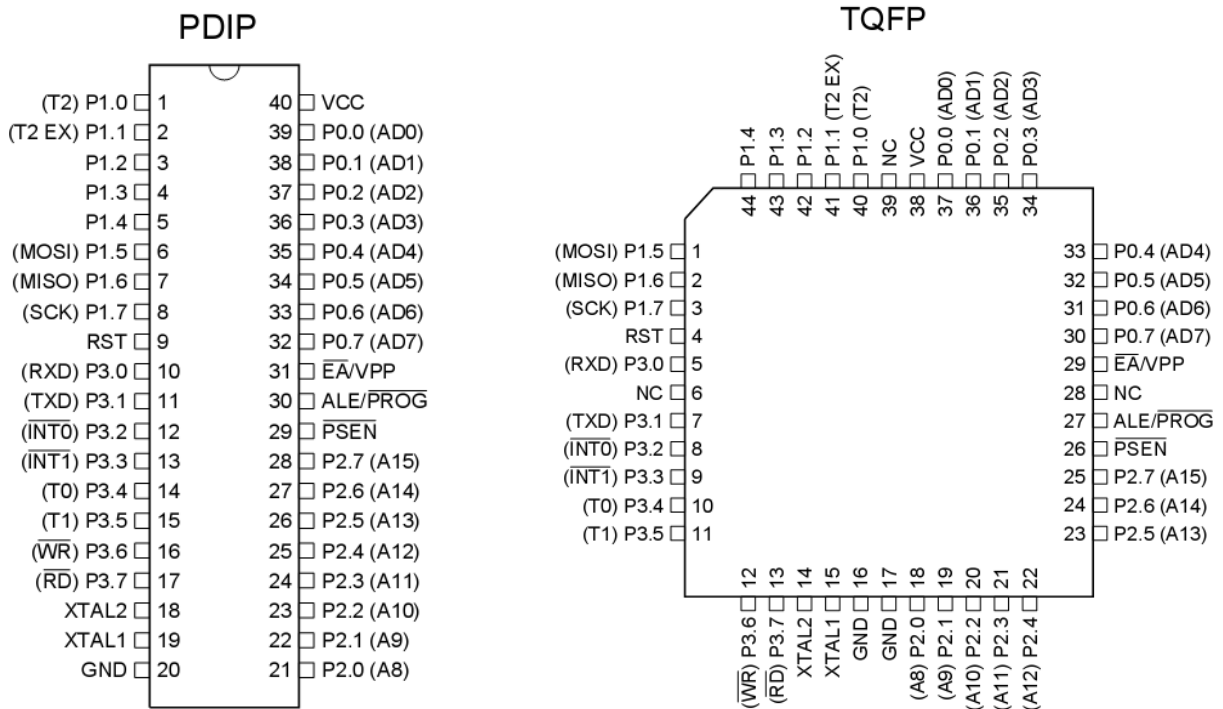 PDIP
(T2) P1.0 1 40 VCC
(T2 EX) P1.1 2 39 P0.0 (AD0)
P1.2 3 38 P0.1 (AD1)
P1.3 4 37 P0.2 (AD2)
P1.4 5 36 P0.3 (AD3)
(MOSI) P1.5 6 35 P0.4 (AD4)
(MISO) P1.6 7 34 P0.5 (AD5)
(SCK) P1.7 8 33 P0.6 (AD6)
RST 9 32 P0.7 (AD7)
(RXD) P3.0 10 31 E̅A̅/VPP
(TXD) P3.1 11 30 ALE/P̅R̅O̅G̅
(I̅N̅T̅0̅) P3.2 12 29 P̅S̅E̅N̅
(I̅N̅T̅1̅) P3.3 13 28 P2.7 (A15)
(T0) P3.4 14 27 P2.6 (A14)
(T1) P3.5 15 26 P2.5 (A13)
(W̅R̅) P3.6 16 25 P2.4 (A12)
(R̅D̅) P3.7 17 24 P2.3 (A11)
XTAL2 18 23 P2.2 (A10)
XTAL1 19 22 P2.1 (A9)
GND 20 21 P2.0 (A8)
TQFP
P1.4
P1.3
P1.2
P1.1 (T2 EX)
P1.0 (T2)
NC
VCC
P0.0 (AD0)
P0.1 (AD1)
P0.2 (AD2)
P0.3 (AD3)
44 43 42 41 40 39 38 37 36 35 34
(MOSI) P1.5 1 33 P0.4 (AD4)
(MISO) P1.6 2 32 P0.5 (AD5)
(SCK) P1.7 3 31 P0.6 (AD6)
RST 4 30 P0.7 (AD7)
(RXD) P3.0 5 29 E̅A̅/VPP
NC 6 28 NC
(TXD) P3.1 7 27 ALE/P̅R̅O̅G̅
(I̅N̅T̅0̅) P3.2 8 26 P̅S̅E̅N̅
(I̅N̅T̅1̅) P3.3 9 25 P2.7 (A15)
(T0) P3.4 10 24 P2.6 (A14)
(T1) P3.5 11 23 P2.5 (A13)
12 13 14 15 16 17 18 19 20 21 22
(W̅R̅) P3.6
(R̅D̅) P3.7
XTAL2
XTAL1
GND
GND
(A8) P2.0
(A9) P2.1
(A10) P2.2
(A11) P2.3
(A12) P2.4